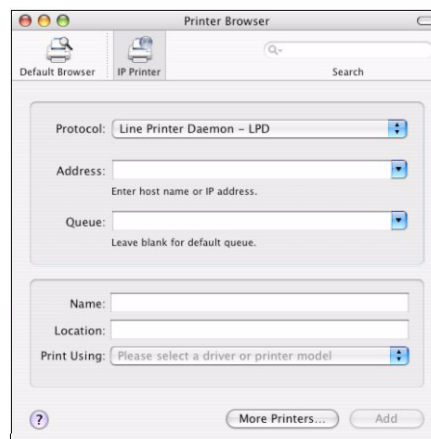 Printer Browser
Default Browser
IP Printer
Search
Protocol: Line Printer Daemon – LPD
Address:
Enter host name or IP address.
Queue:
Leave blank for default queue.
Name:
Location:
Print Using: Please select a driver or printer model
?
More Printers...
Add